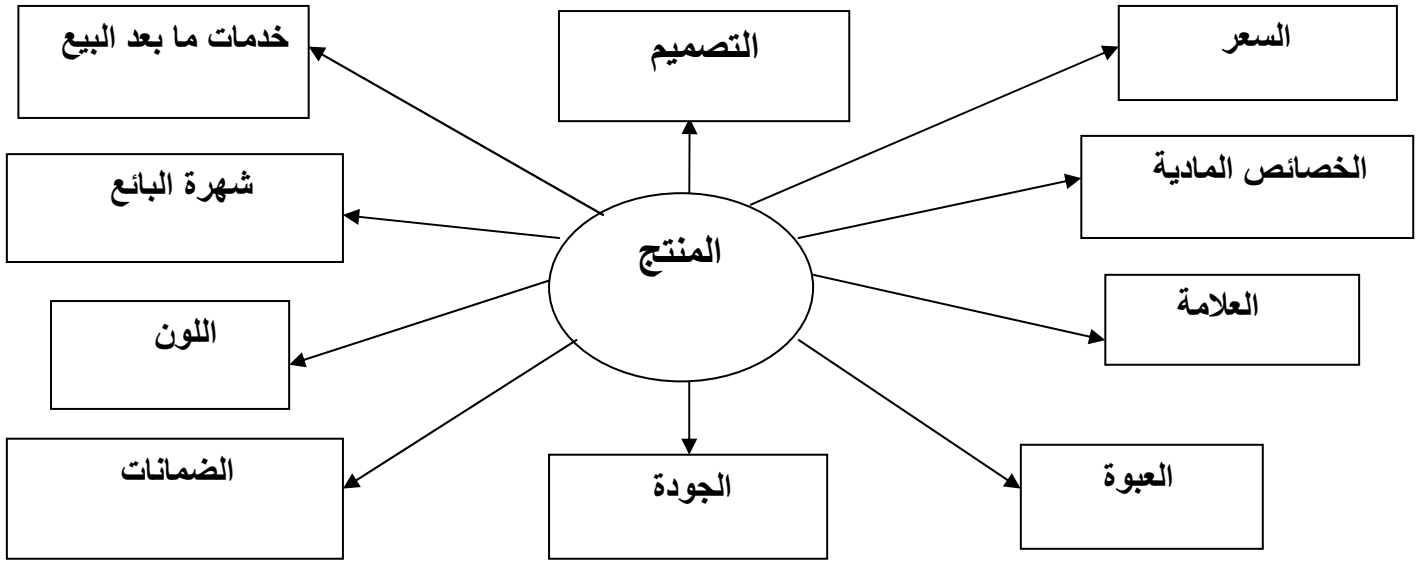 السعر
التصميم
خدمات ما بعد البيع
الخصائص المادية
شهرة البائع
المنتج
العلامة
اللون
العبوة
الجودة
الضمانات